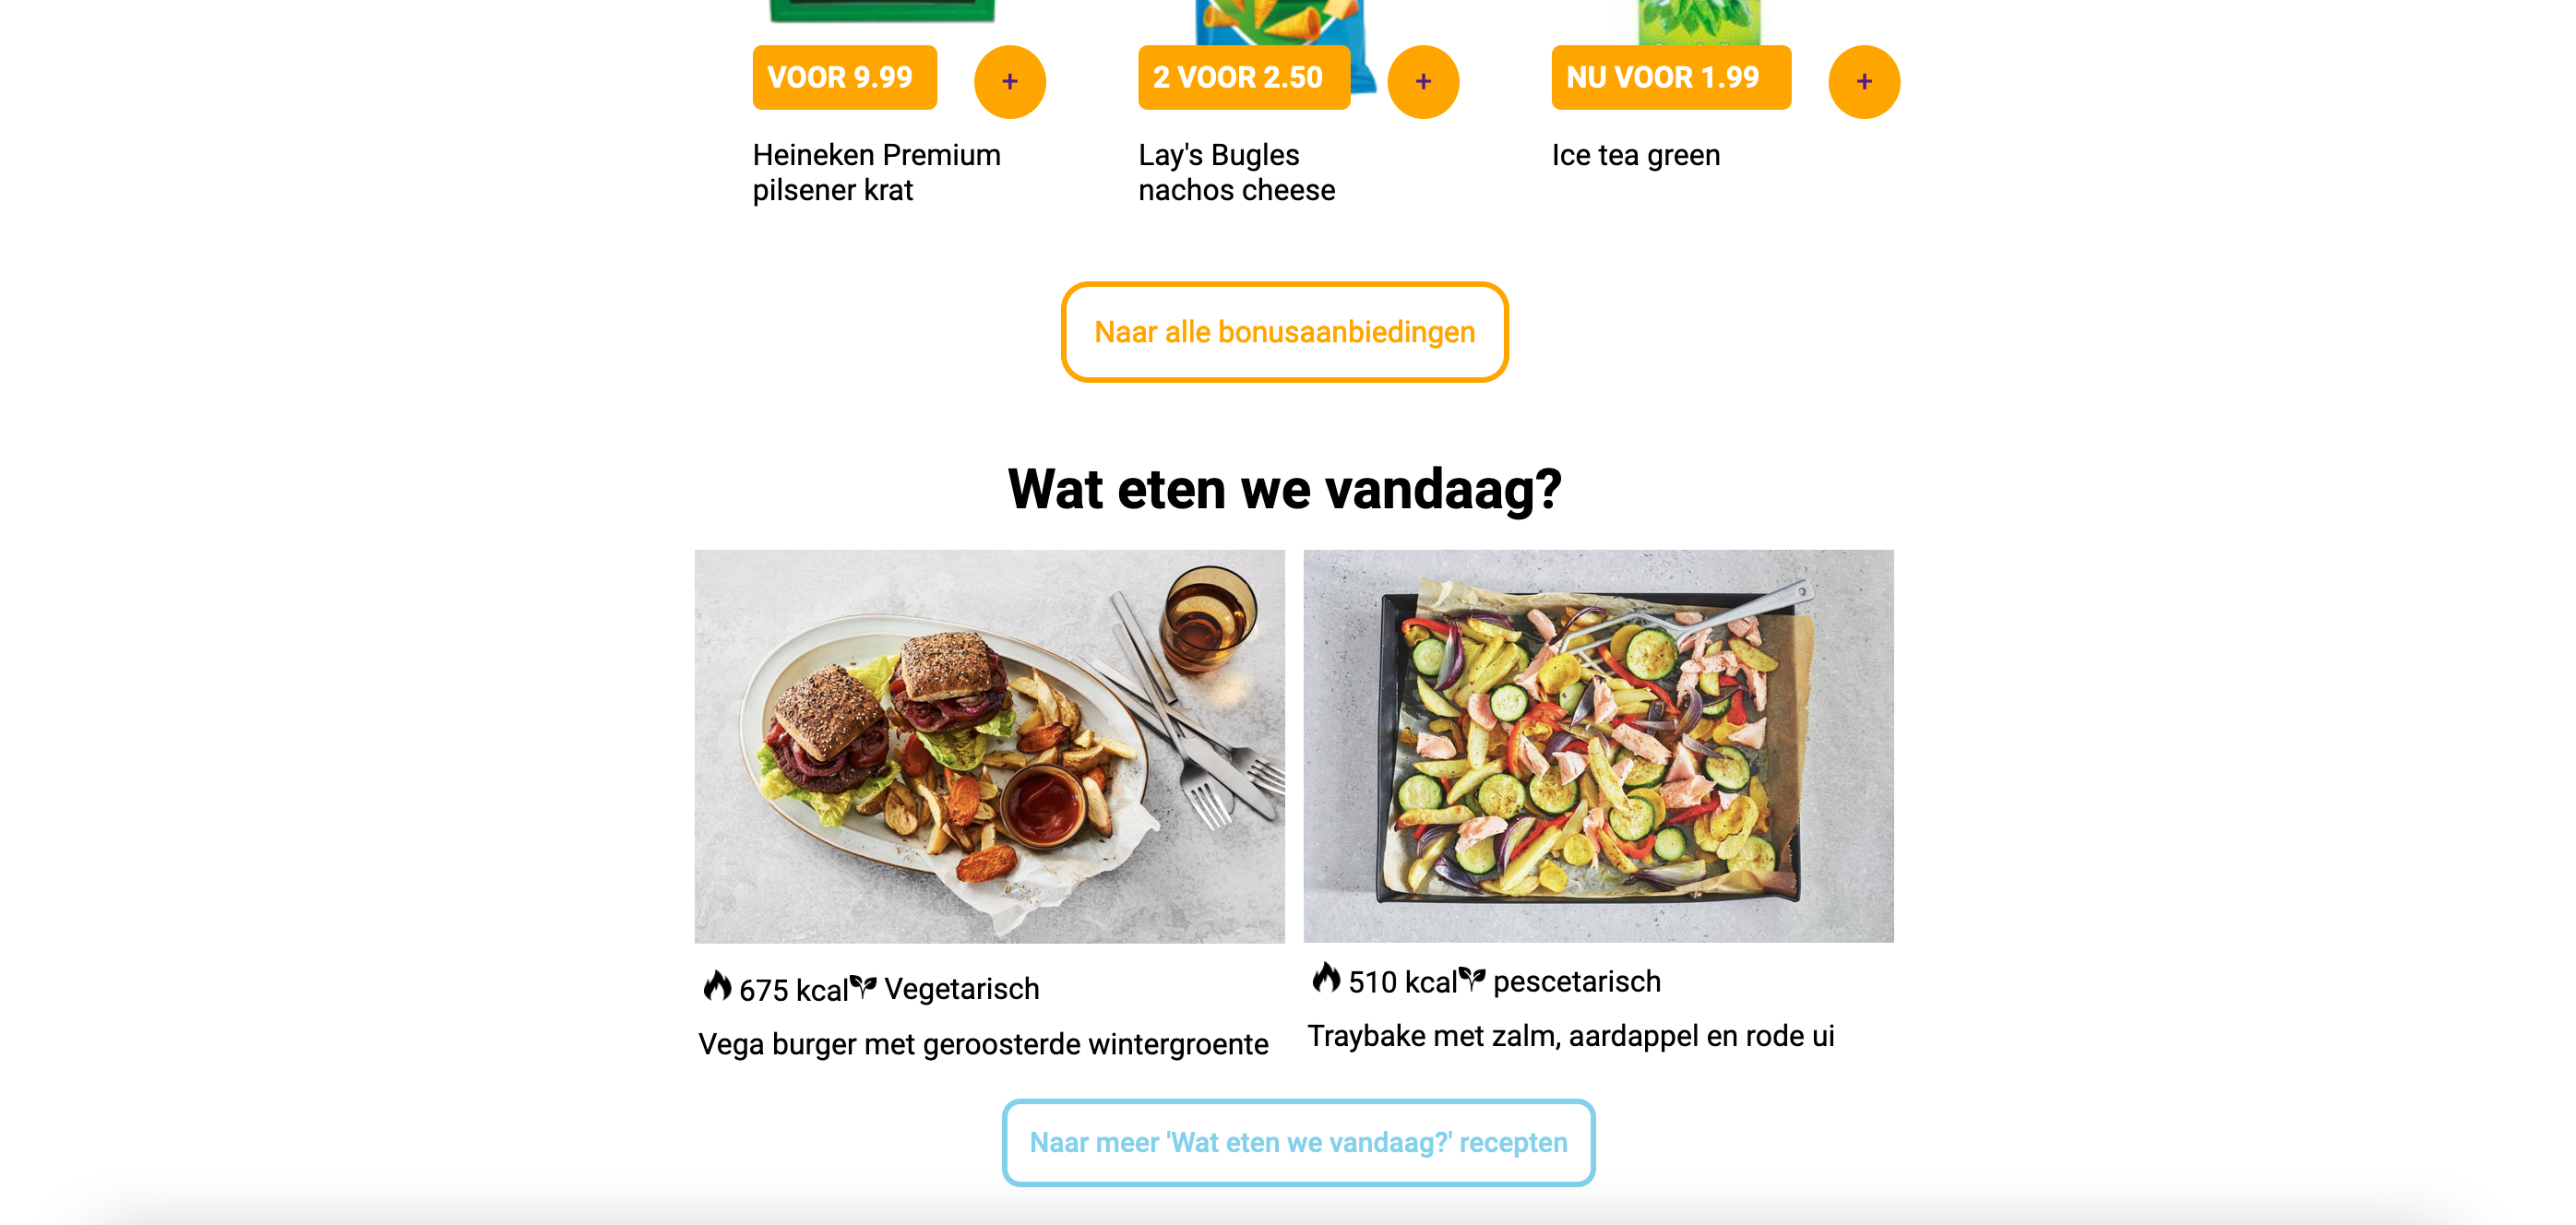 VOOR 9.99
+
2 VOOR 2.50
+
NU VOOR 1.99
+
Heineken Premium
pilsener krat
Lay's Bugles
nachos cheese
Ice tea green
Naar alle bonusaanbiedingen
Wat eten we vandaag?
675 kcal Vegetarisch
Vega burger met geroosterde wintergroente
510 kcal pescetarisch
Traybake met zalm, aardappel en rode ui
Naar meer 'Wat eten we vandaag?' recepten